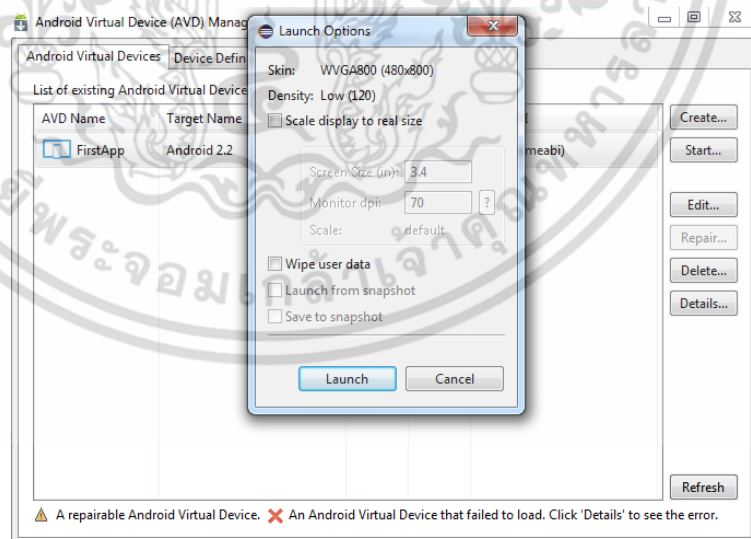 Android Virtual Device (AVD) Manag
Launch Options
Android Virtual Devices
Device Defin
List of existing Android Virtual Device
AVD Name
Target Name
FirstApp
Android 2.2
meabi)
Skin: WVGA800 (480x800)
Density: Low (120)
Scale display to real size
Screen Size (in): 3.4
Monitor dpi: 70 ?
Scale: default
Wipe user data
Launch from snapshot
Save to snapshot
Launch
Cancel
Create...
Start...
Edit...
Repair...
Delete...
Details...
Refresh
A repairable Android Virtual Device. An Android Virtual Device that failed to load. Click 'Details' to see the error.